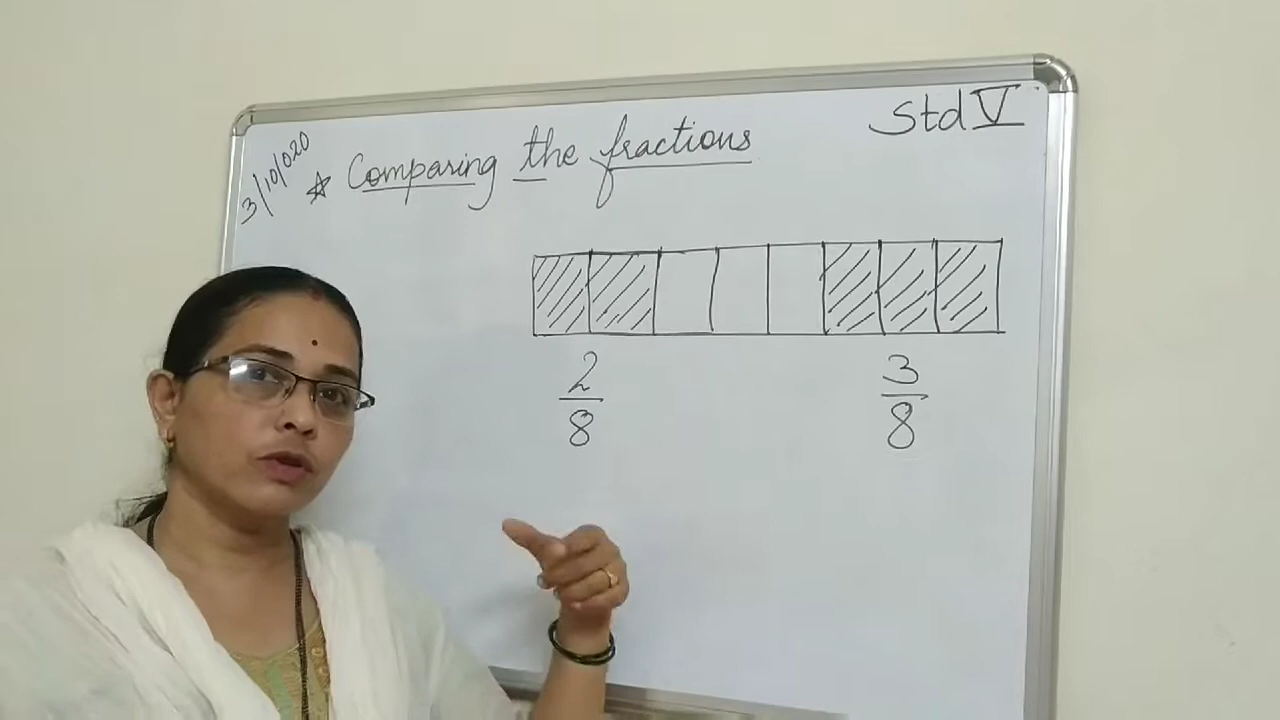 Std V
3/10/020
☆ Comparing the fractions
2/8
3/8